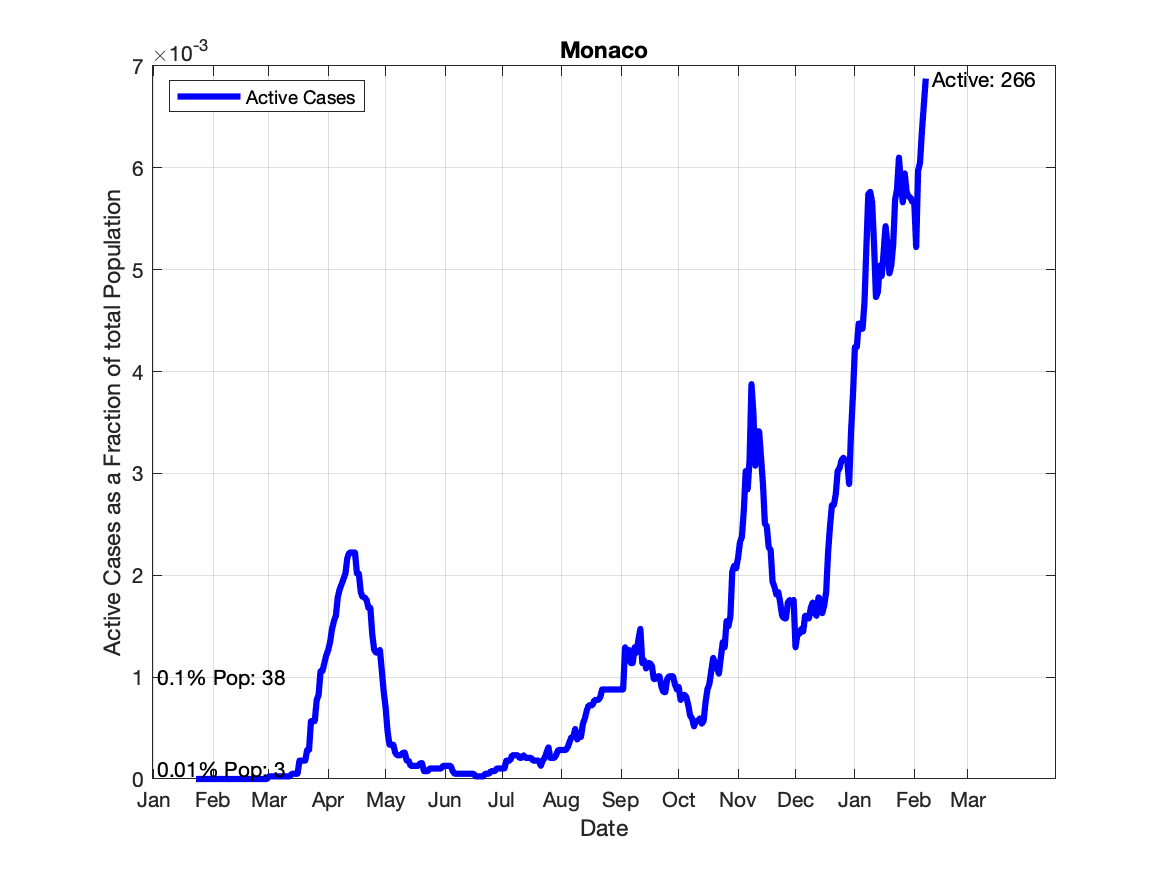 Monaco
×10-3
7
Active: 266
Active Cases
6
5
4
3
2
1
0.1% Pop: 38
0.01% Pop: 3
0
Active Cases as a Fraction of total Population
Jan Feb Mar Apr May Jun Jul Aug Sep Oct Nov Dec Jan Feb Mar
Date